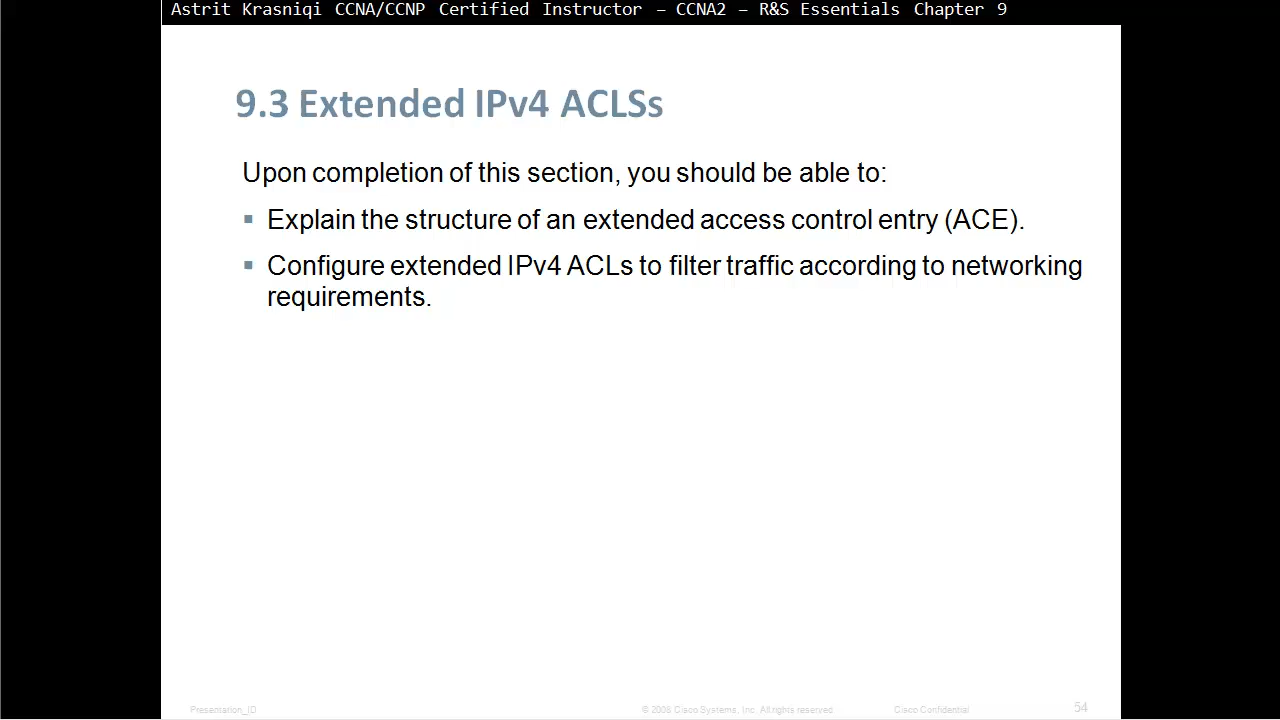 Astrit Krasniqi CCNA/CCNP Certified Instructor – CCNA2 – R&S Essentials Chapter 9
9.3 Extended IPv4 ACLSs
Upon completion of this section, you should be able to:
▪ Explain the structure of an extended access control entry (ACE).
▪ Configure extended IPv4 ACLs to filter traffic according to networking
requirements.
Presentation_ID © 2008 Cisco Systems, Inc. All rights reserved. Cisco Confidential 54